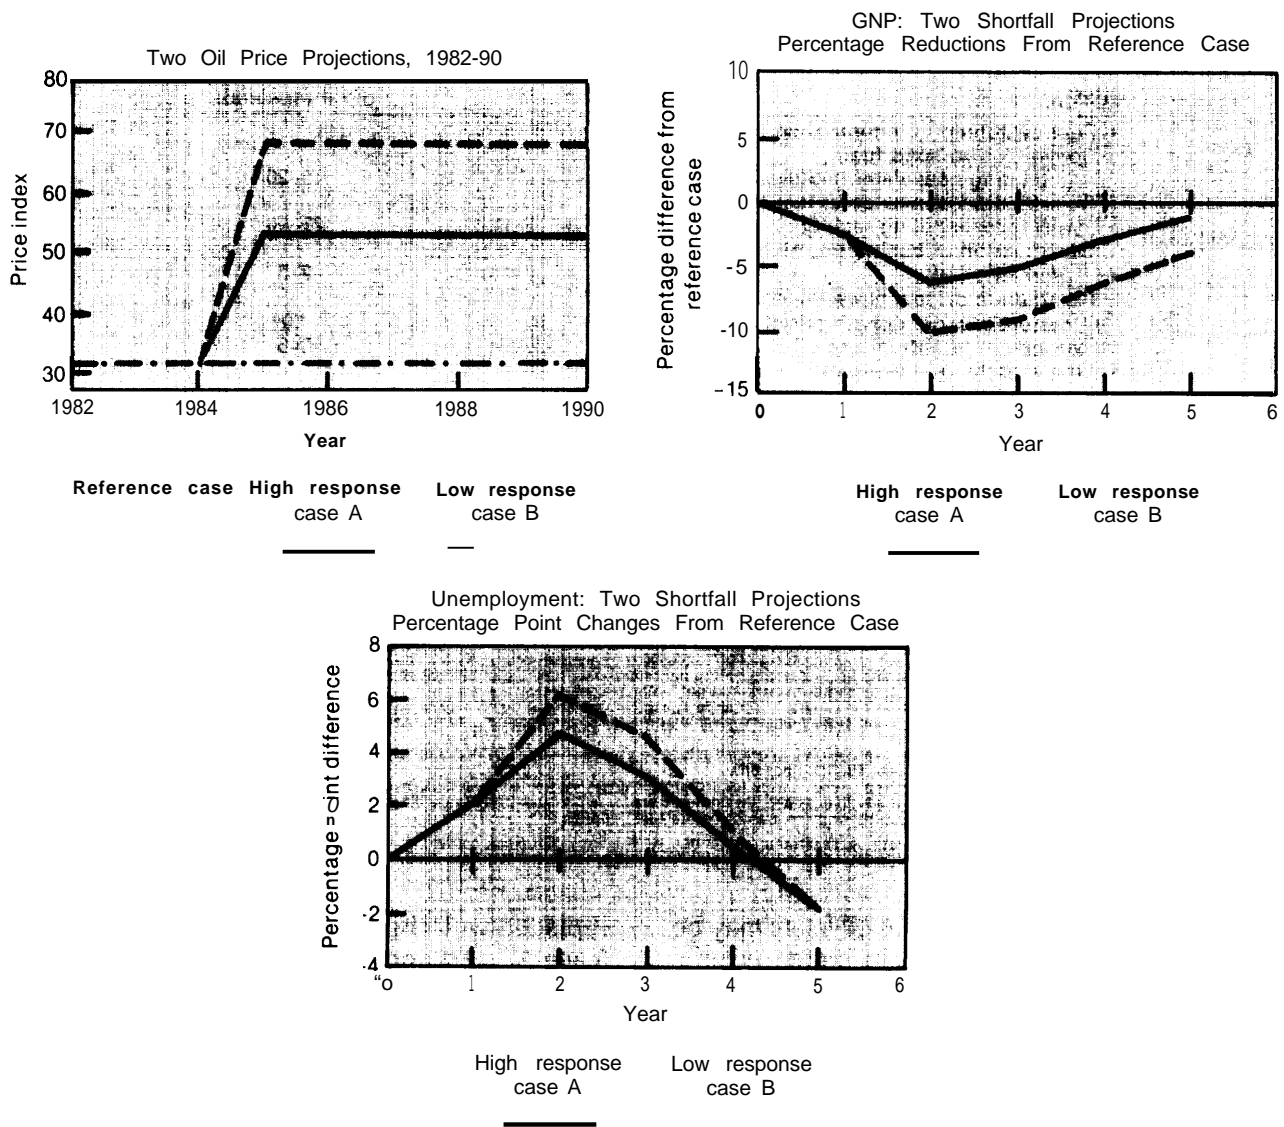 Two Oil Price Projections, 1982-90
80
70
60
50
40
30
Price index
1982 1984 1986 1988 1990
Year
Reference case High response case A Low response case B
GNP: Two Shortfall Projections
Percentage Reductions From Reference Case
10
5
0
-5
-10
-15
Percentage difference from
reference case
0 1 2 3 4 5 6
Year
High response Low response
case A case B
Unemployment: Two Shortfall Projections
Percentage Point Changes From Reference Case
8
6
4
2
0
-2
-4
Percentage difference
0 1 2 3 4 5 6
Year
High response Low response
case A case B